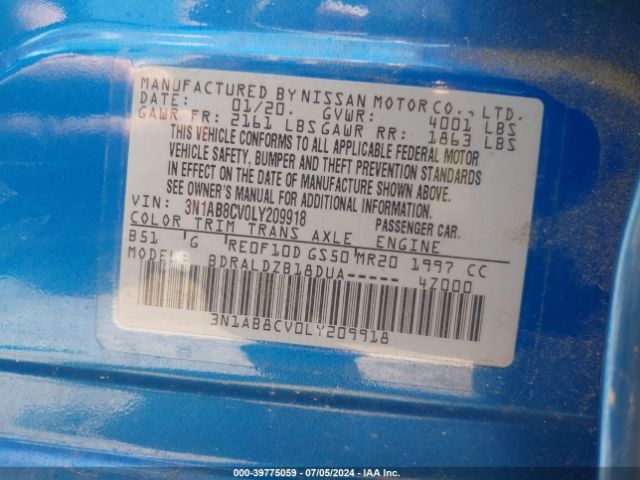 MANUFACTURED BY NISSAN MOTOR CO., LTD.
DATE: 01/20. GVWR: 4001 LBS
GAWR FR: 2161 LBS GAWR RR: 1863 LBS
THIS VEHICLE CONFORMS TO ALL APPLICABLE FEDERAL MOTOR
VEHICLE SAFETY, BUMPER AND THEFT PREVENTION STANDARDS
IN EFFECT ON THE DATE OF MANUFACTURE SHOWN ABOVE.
SEE OWNER'S MANUAL FOR ADDITIONAL INFORMATION.
VIN: 3N1AB8CV0LY209918 PASSENGER CAR.
COLOR TRIM TRANS AXLE ENGINE
B51 'G 'RE0F10D GS50 MR20 1997 CC
MODEL: BDRALDZB18DUA----- 4Z000
3N1AB8CV0LY209918
000-39775059 - 07/05/2024 - IAA Inc.